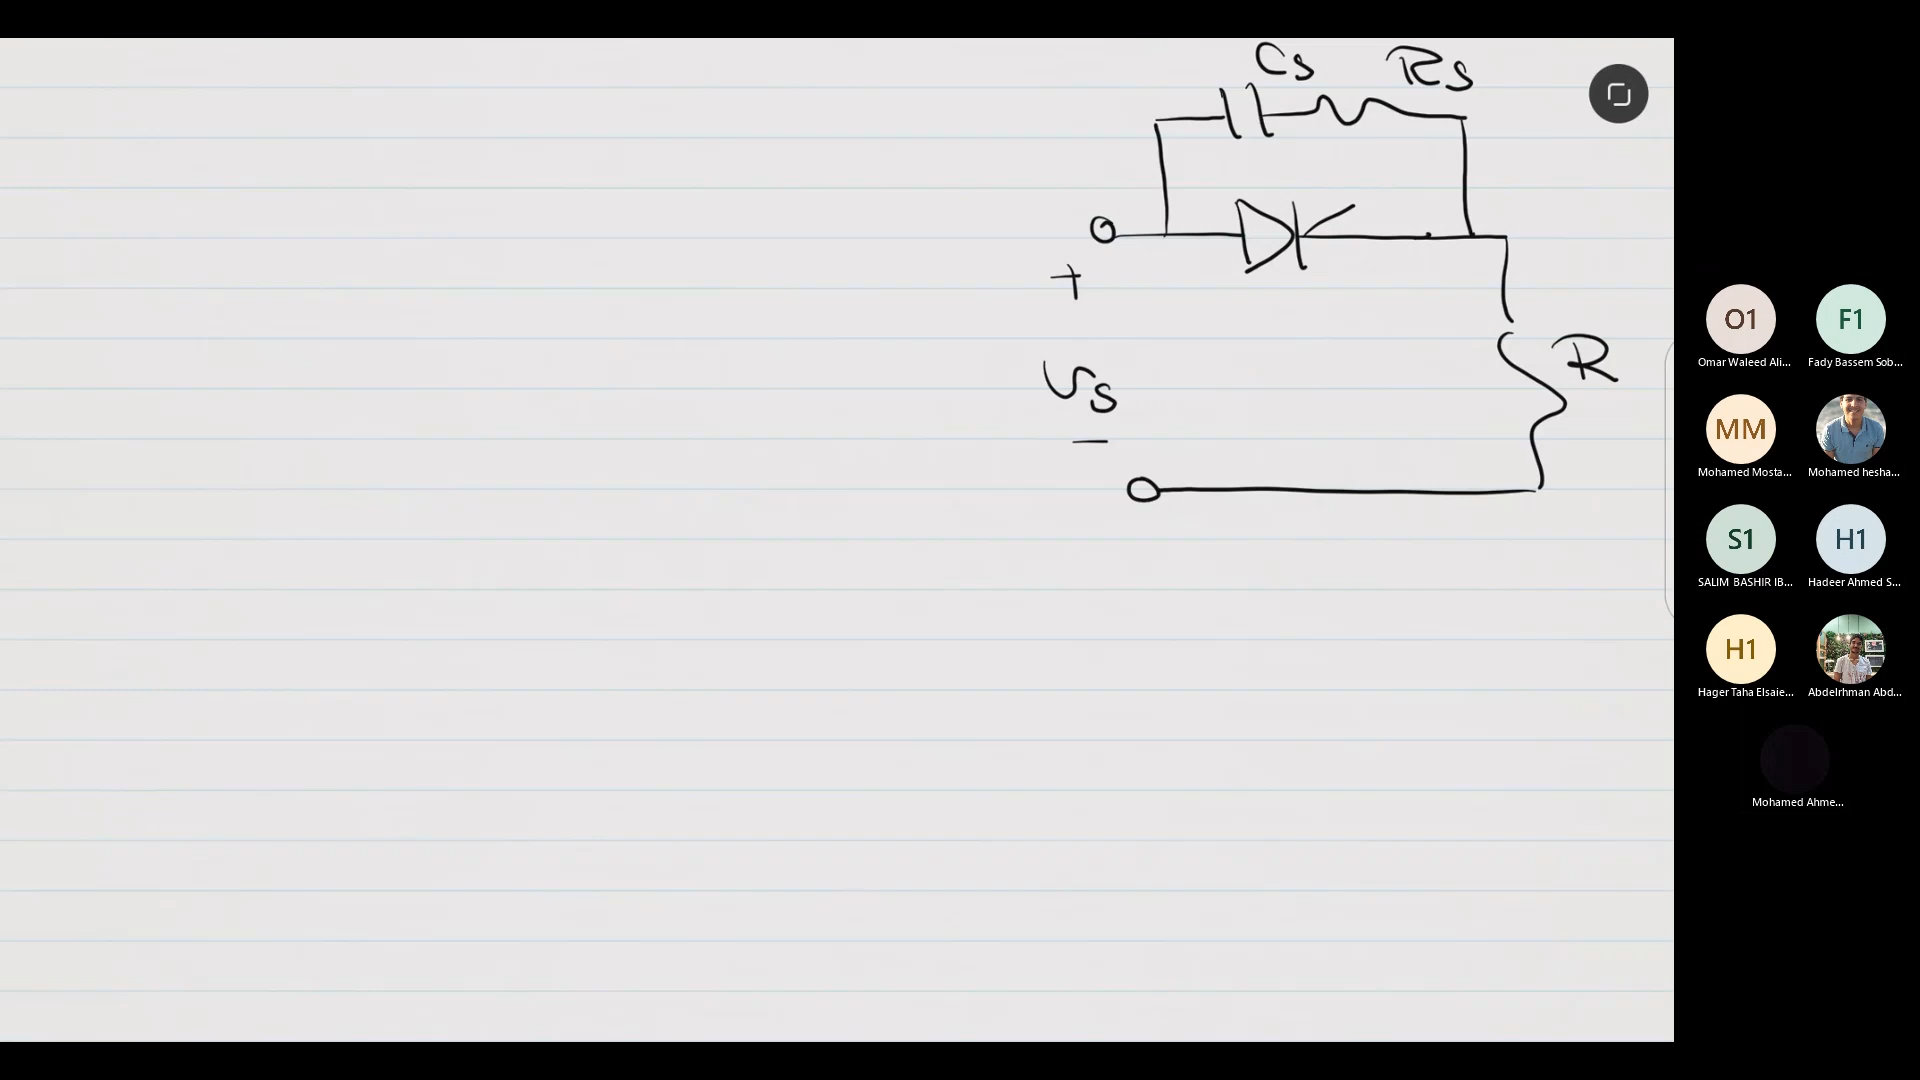 Cs Rs
+
Vs
R
−
O1 F1
Omar Waleed Ali... Fady Bassem Sob...
MM
Mohamed Mosta... Mohamed hesha...
S1 H1
SALIM BASHIR IB... Hadeer Ahmed S...
H1
Hager Taha Elsaie... Abdelrhman Abd...
Mohamed Ahme...